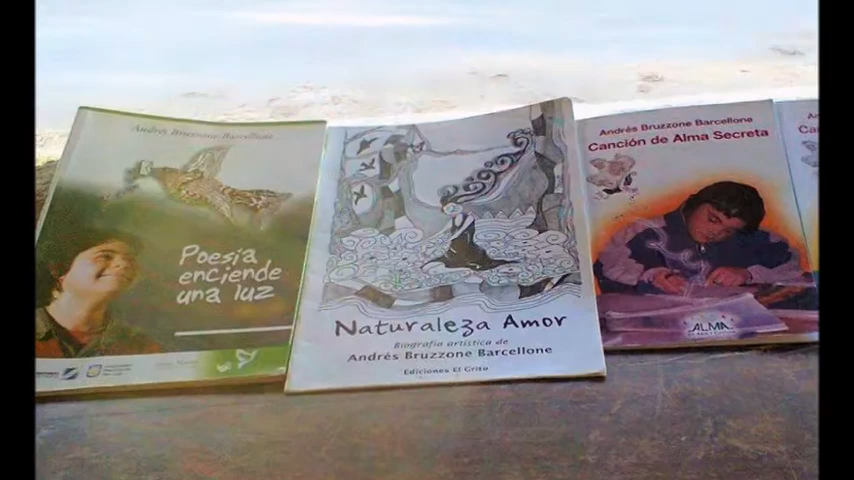 Andrés Bruzzone Barcellone
Poesía
enciende
una luz
Naturaleza Amor
Biografía artística de
Andrés Bruzzone Barcellone
Ediciones El Grito
Andrés Bruzzone Barcellone
Canción de Alma Secreta
ALMA